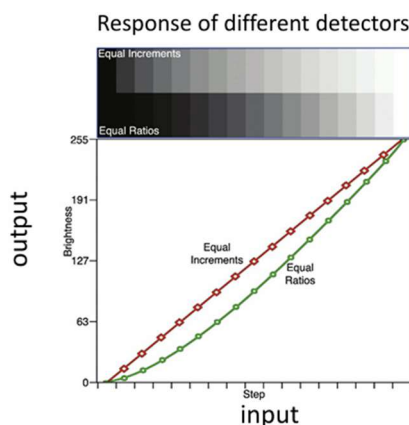 Response of different detectors
Equal Increments
Equal Ratios
255
191
127
63
0
output
Brightness
Equal
Increments
Equal
Ratios
Step
input